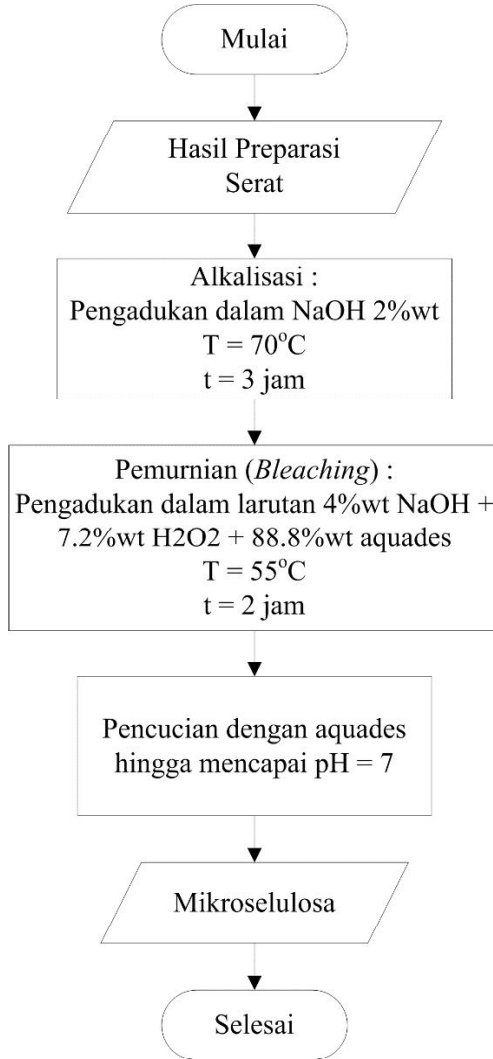 Mulai
Hasil Preparasi
Serat
Alkalisasi :
Pengadukan dalam NaOH 2%wt
T = 70°C
t = 3 jam
Pemurnian (Bleaching) :
Pengadukan dalam larutan 4%wt NaOH +
7.2%wt H2O2 + 88.8%wt aquades
T = 55°C
t = 2 jam
Pencucian dengan aquades
hingga mencapai pH = 7
Mikroselulosa
Selesai